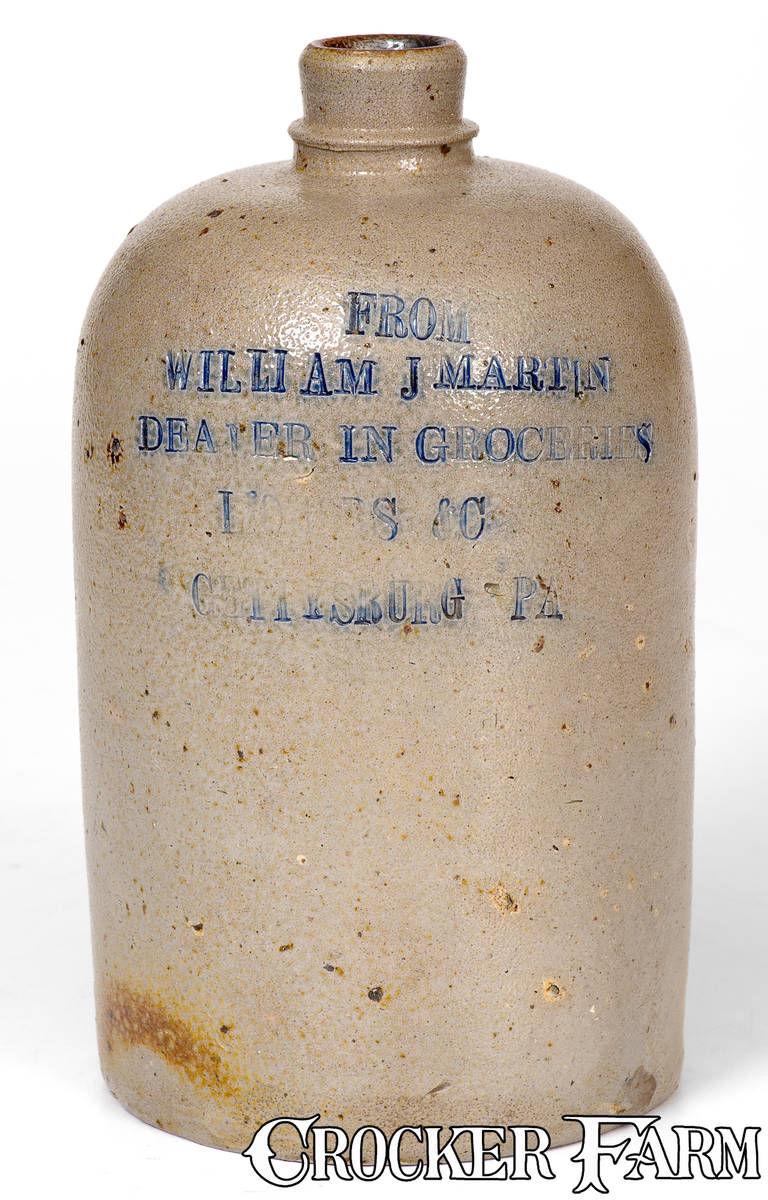 FROM
WILLIAM J MARTIN
DEALER IN GROCERIES
&C
GETTYSBURG PA
CROCKER FARM